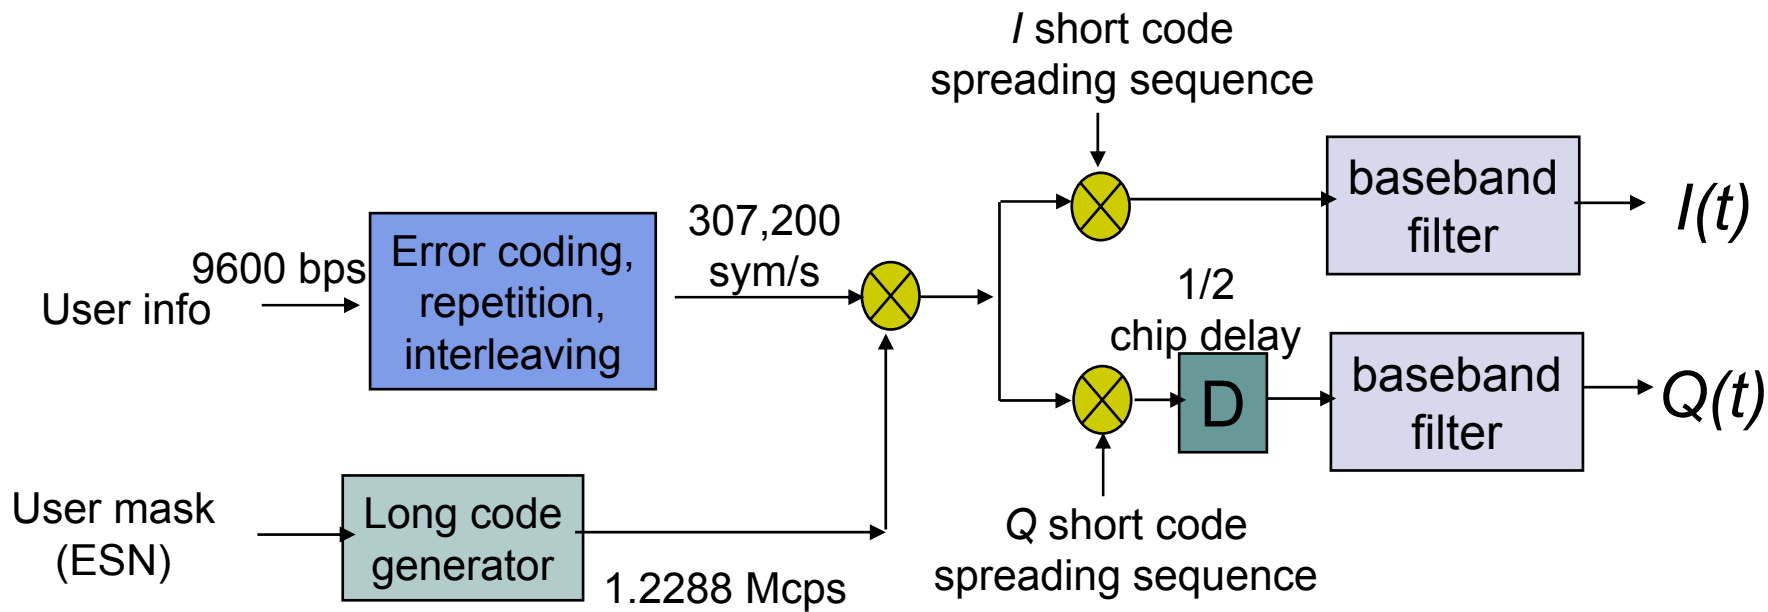 I short code
spreading sequence
baseband
filter
I(t)
307,200
sym/s
Error coding,
repetition,
interleaving
9600 bps
User info
1/2
chip delay
D
baseband
filter
Q(t)
User mask
(ESN)
Long code
generator
1.2288 Mcps
Q short code
spreading sequence